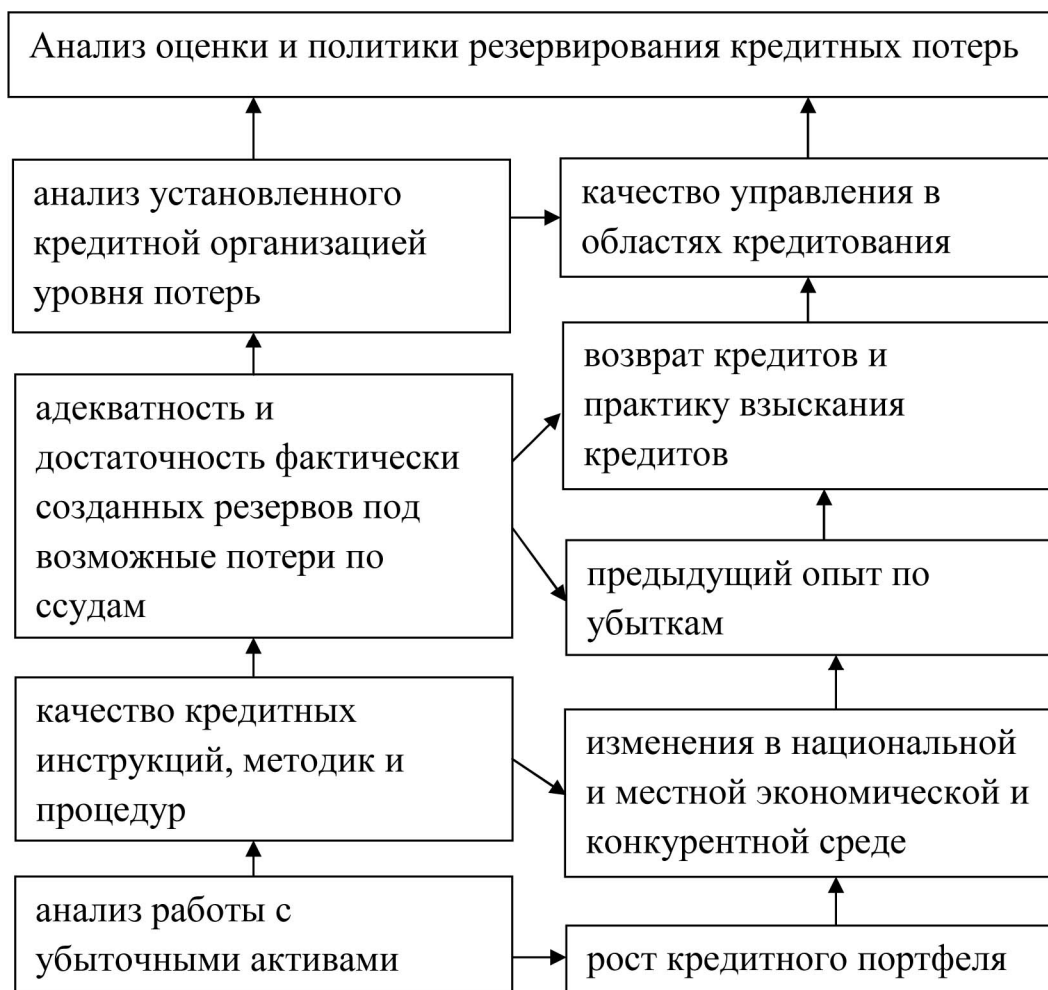 Анализ оценки и политики резервирования кредитных потерь
анализ установленного
кредитной организацией
уровня потерь
качество управления в
областях кредитования
возврат кредитов и
практику взыскания
кредитов
адекватность и
достаточность фактически
созданных резервов под
возможные потери по
ссудам
предыдущий опыт по
убыткам
качество кредитных
инструкций, методик и
процедур
изменения в национальной
и местной экономической и
конкурентной среде
анализ работы с
убыточными активами
рост кредитного портфеля